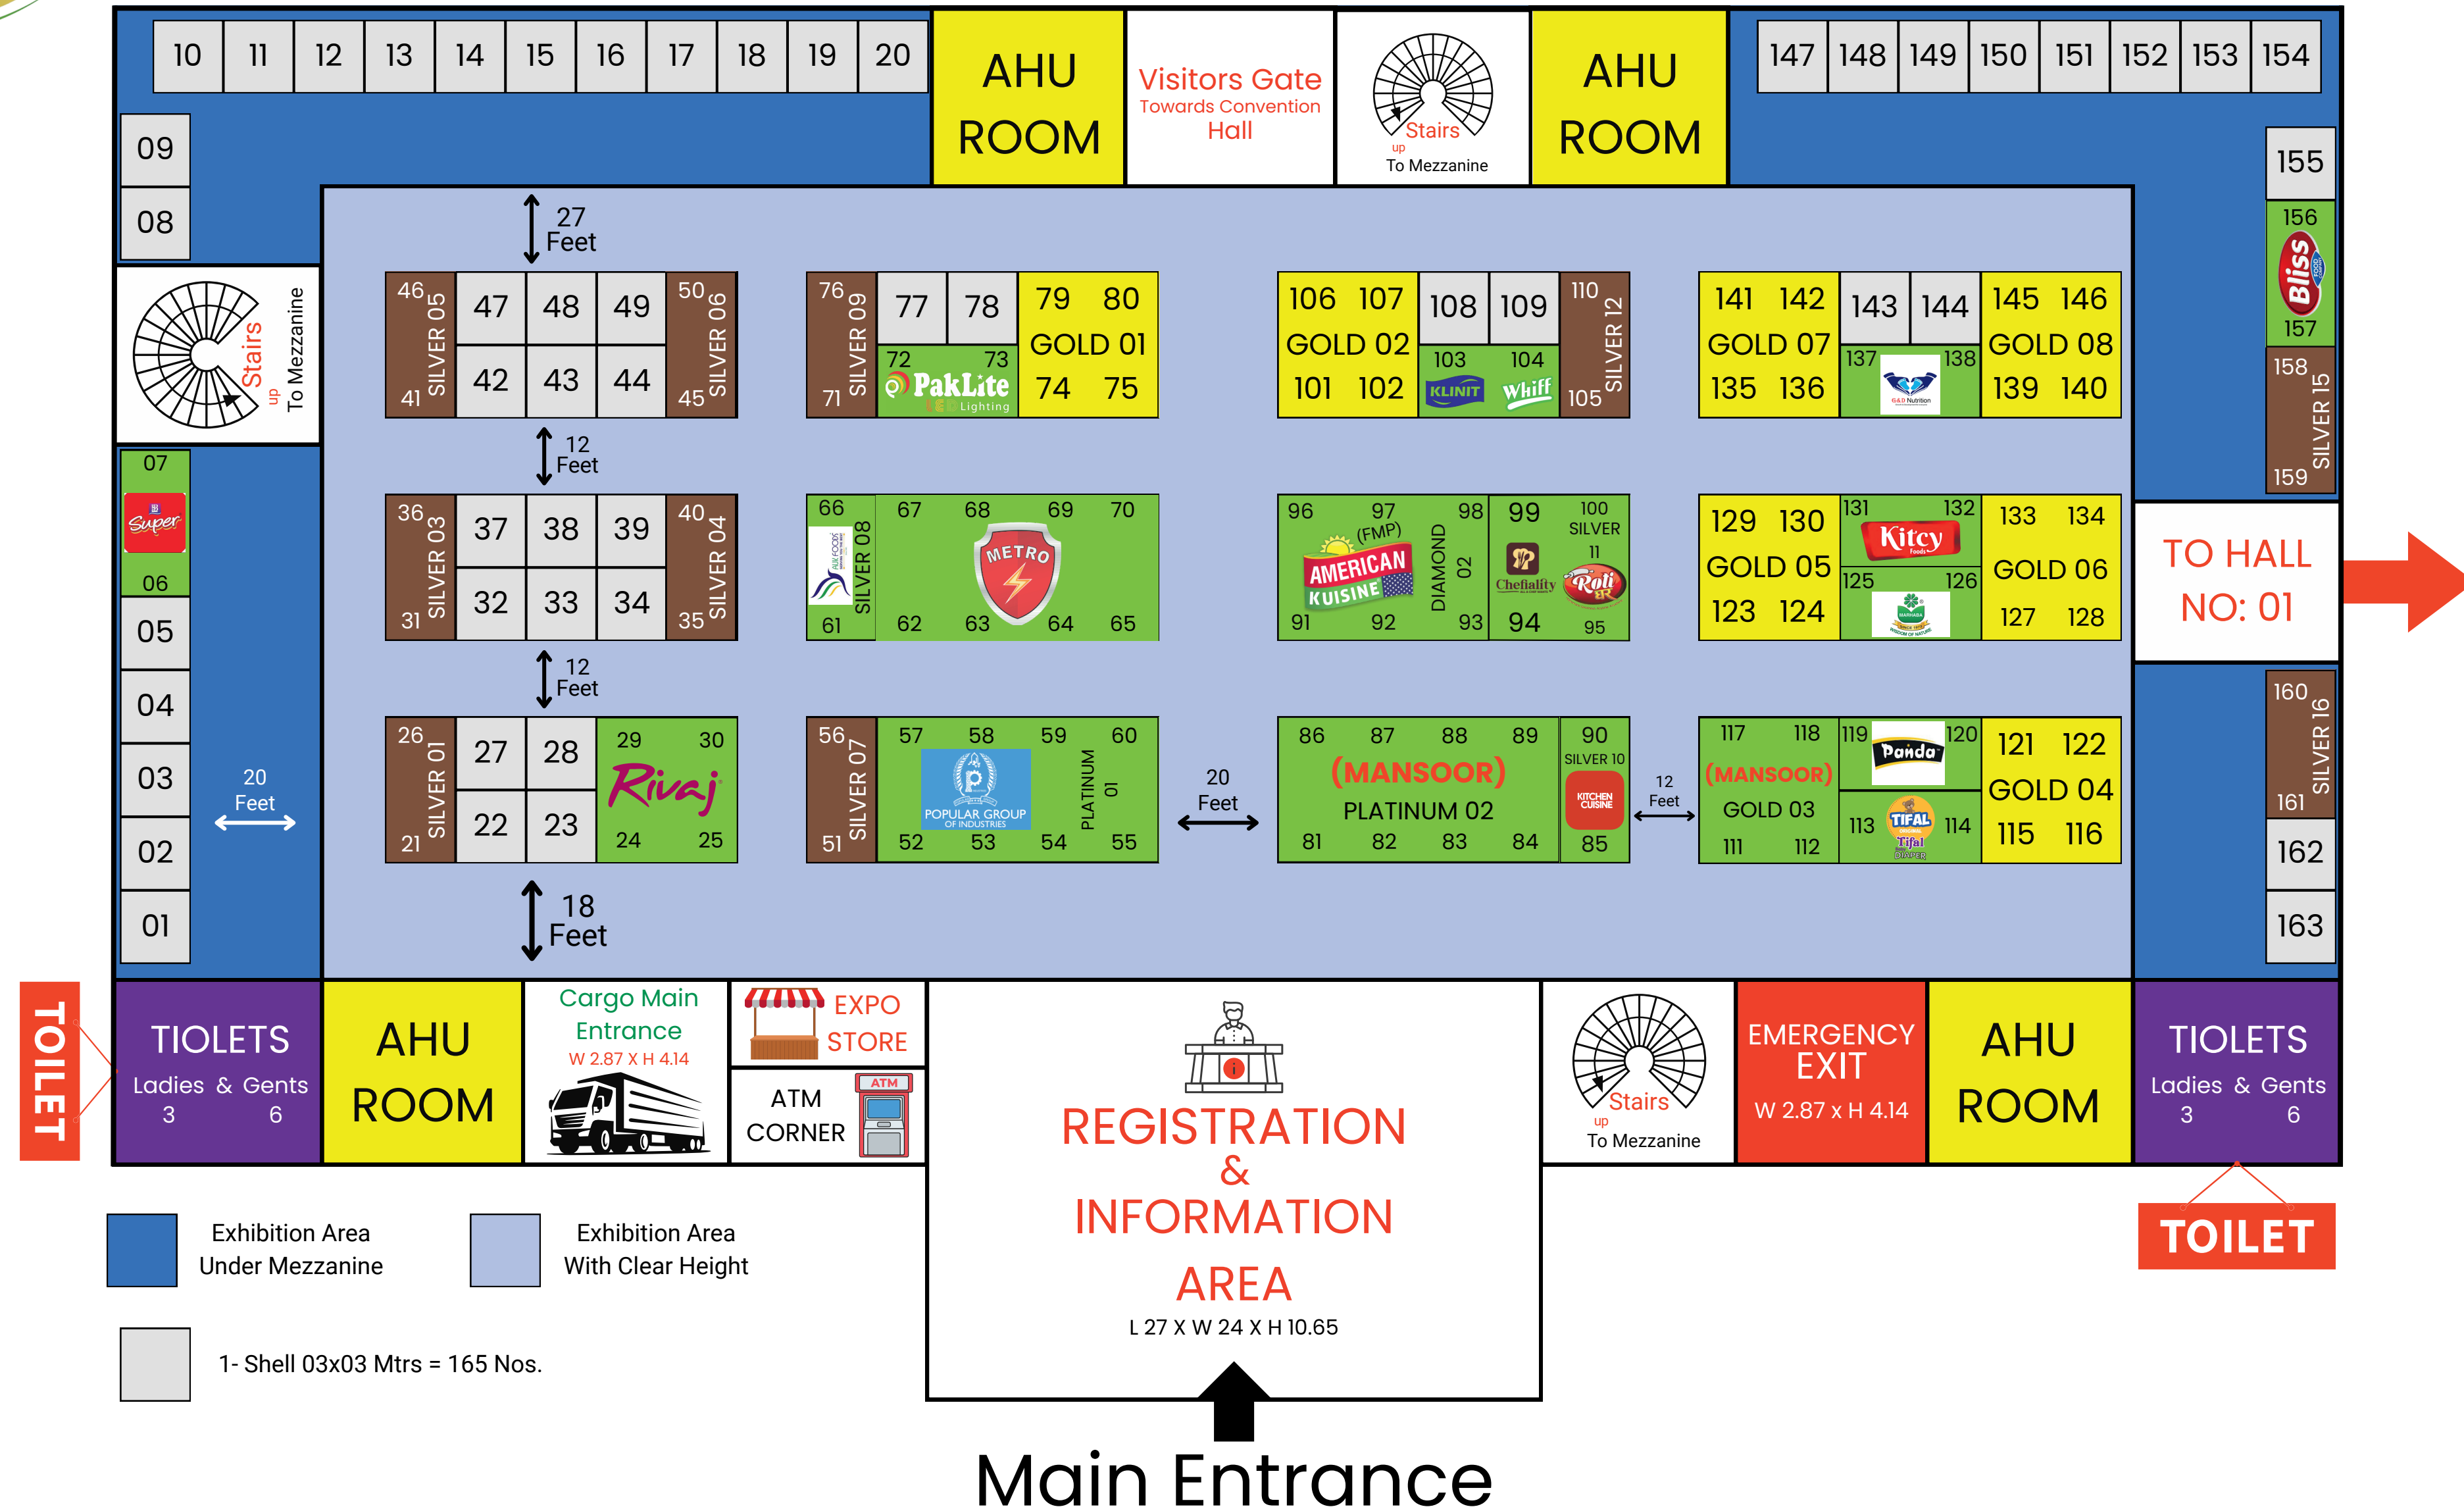 10 11 12 13 14 15 16 17 18 19 20
AHU
ROOM
Visitors Gate
Towards Convention
Hall
Stairs
up
To Mezzanine
AHU
ROOM
147 148 149 150 151 152 153 154
09
08
Stairs
up
To Mezzanine
07
Super
06
05
04
03
02
01
20
Feet
27
Feet
46 SILVER 05 47 48 49 50 SILVER 06
41 42 43 44 45
76 SILVER 09 77 78 79 80
GOLD 01
72 73
PakLite
LED Lighting
71 74 75
106 107 108 109 110 SILVER 12
GOLD 02
103 104
KLINIT Whiff
101 102 105
141 142 143 144 145 146
GOLD 07 GOLD 08
137 138
G&D Nutrition
135 136 139 140
155
156
Bliss
157
158
SILVER 15
159
12
Feet
36 SILVER 03 37 38 39 40 SILVER 04
31 32 33 34 35
66 67 68 69 70
SILVER 08
METRO
61 62 63 64 65
96 97 98 99 100
(FMP)
AMERICAN
KUISINE
DIAMOND
02
Chefiality
SILVER
11
Roti
91 92 93 94 95
129 130 131 132 133 134
Kitcy
Foods
GOLD 05 GOLD 06
125 126
MARHABA
123 124 127 128
TO HALL
NO: 01
12
Feet
26 SILVER 01 27 28 29 30
Rivaj
21 22 23 24 25
56 SILVER 07 57 58 59 60
POPULAR GROUP
OF INDUSTRIES
PLATINUM
01
51 52 53 54 55
20
Feet
86 87 88 89 90
(MANSOOR)
PLATINUM 02
SILVER 10
KITCHEN
CUISINE
81 82 83 84 85
12
Feet
117 118 119 120 121 122
Panda
(MANSOOR)
GOLD 03 GOLD 04
113 TIFAL 114
Tifal
DIAPER
111 112 115 116
160
SILVER 16
161
162
163
18
Feet
TOILET
TIOLETS
Ladies & Gents
3 6
AHU
ROOM
Cargo Main
Entrance
W 2.87 X H 4.14
EXPO
STORE
ATM
CORNER
ATM
REGISTRATION
&
INFORMATION
AREA
L 27 X W 24 X H 10.65
Stairs
up
To Mezzanine
EMERGENCY
EXIT
W 2.87 x H 4.14
AHU
ROOM
TIOLETS
Ladies & Gents
3 6
TOILET
Exhibition Area
Under Mezzanine
Exhibition Area
With Clear Height
1- Shell 03x03 Mtrs = 165 Nos.
Main Entrance